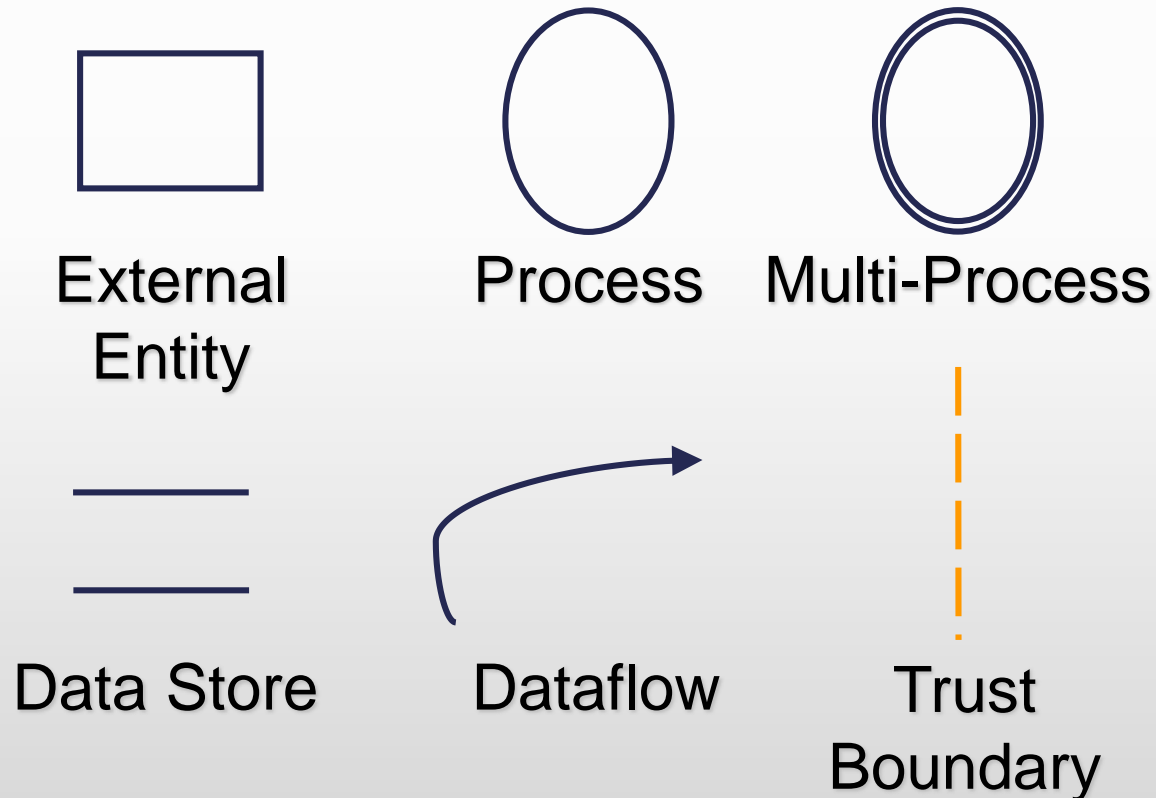 External
Entity
Process
Multi-Process
Data Store
Dataflow
Trust
Boundary